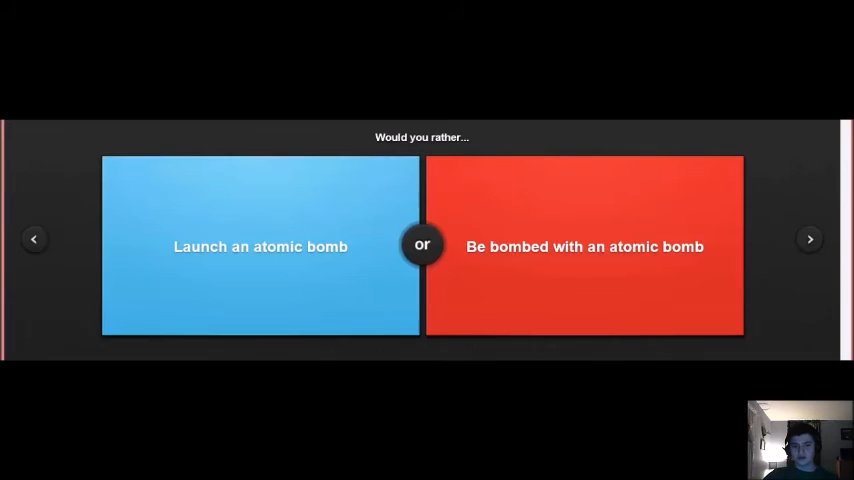 Would you rather...
Launch an atomic bomb
or
Be bombed with an atomic bomb